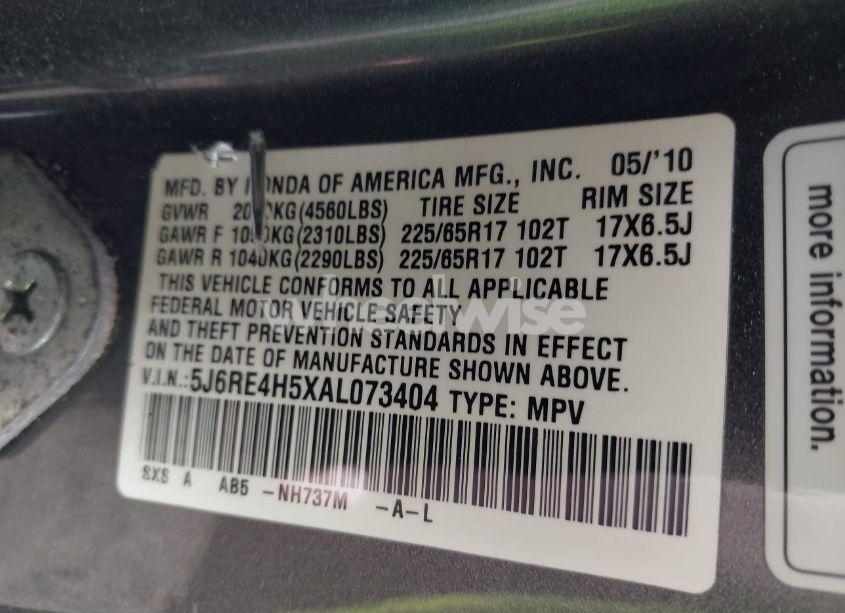 MFD. BY HONDA OF AMERICA MFG., INC. 05/'10
GVWR (4560LBS) TIRE SIZE RIM SIZE
GAWR F (2310LBS) 225/65R17 102T 17X6.5J
GAWR R 1040KG(2290LBS) 225/65R17 102T 17X6.5J
THIS VEHICLE CONFORMS TO ALL APPLICABLE
FEDERAL MOTOR VEHICLE SAFETY
AND THEFT PREVENTION STANDARDS IN EFFECT
ON THE DATE OF MANUFACTURE SHOWN ABOVE.
V.I.N.:5J6RE4H5XAL073404 TYPE: MPV
SXS A AB5 -NH737M -A-L
more information.
wheelwise